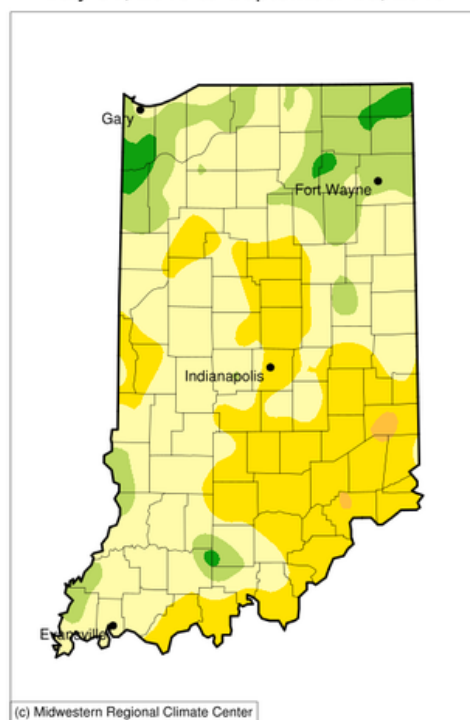 Gary
Fort Wayne
Indianapolis
Evansville
(c) Midwestern Regional Climate Center